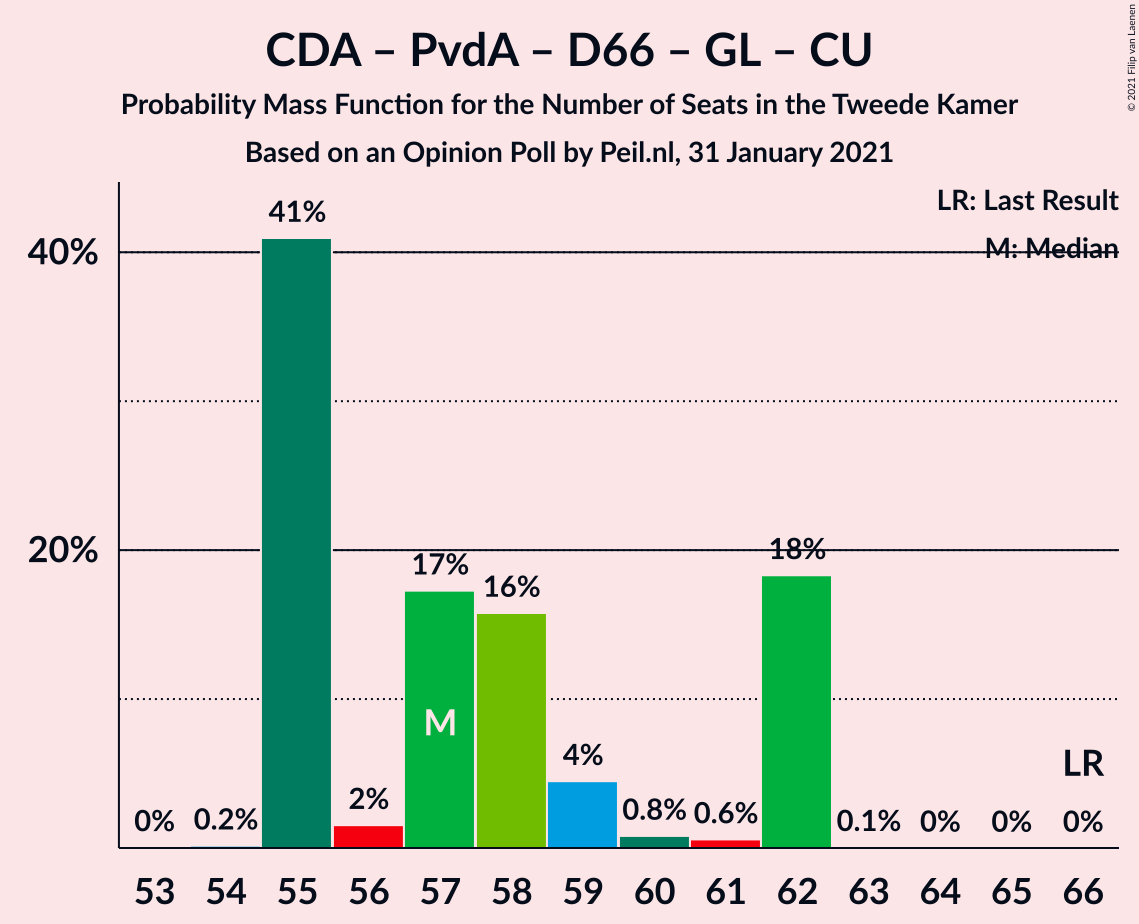 CDA – PvdA – D66 – GL – CU
Probability Mass Function for the Number of Seats in the Tweede Kamer
Based on an Opinion Poll by Peil.nl, 31 January 2021
© 2021 Filip van Laenen
LR: Last Result
M: Median
40%
20%
0%
0.2%
41%
2%
17%
16%
4%
0.8%
0.6%
18%
0.1%
0%
0%
0%
M
LR
53 54 55 56 57 58 59 60 61 62 63 64 65 66